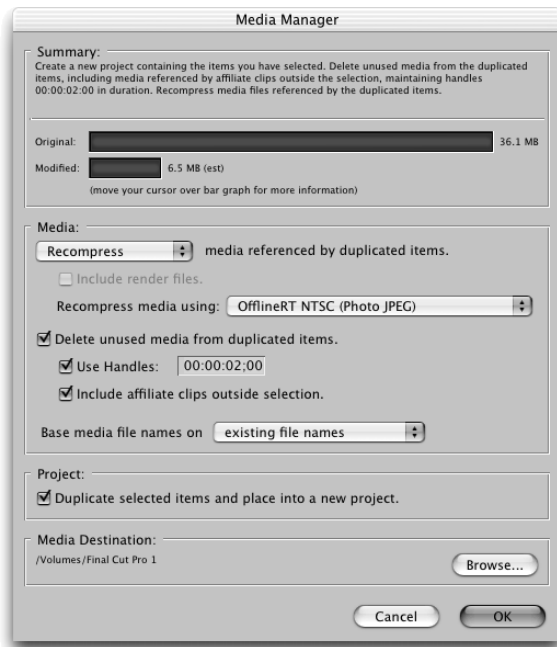 Media Manager
Summary:
Create a new project containing the items you have selected. Delete unused media from the duplicated
items, including media referenced by affiliate clips outside the selection, maintaining handles
00:00:02:00 in duration. Recompress media files referenced by the duplicated items.
Original: 36.1 MB
Modified: 6.5 MB (est)
(move your cursor over bar graph for more information)
Media:
Recompress media referenced by duplicated items.
Include render files.
Recompress media using: OfflineRT NTSC (Photo JPEG)
Delete unused media from duplicated items.
Use Handles: 00:00:02;00
Include affiliate clips outside selection.
Base media file names on existing file names
Project:
Duplicate selected items and place into a new project.
Media Destination:
/Volumes/Final Cut Pro 1
Browse...
Cancel OK